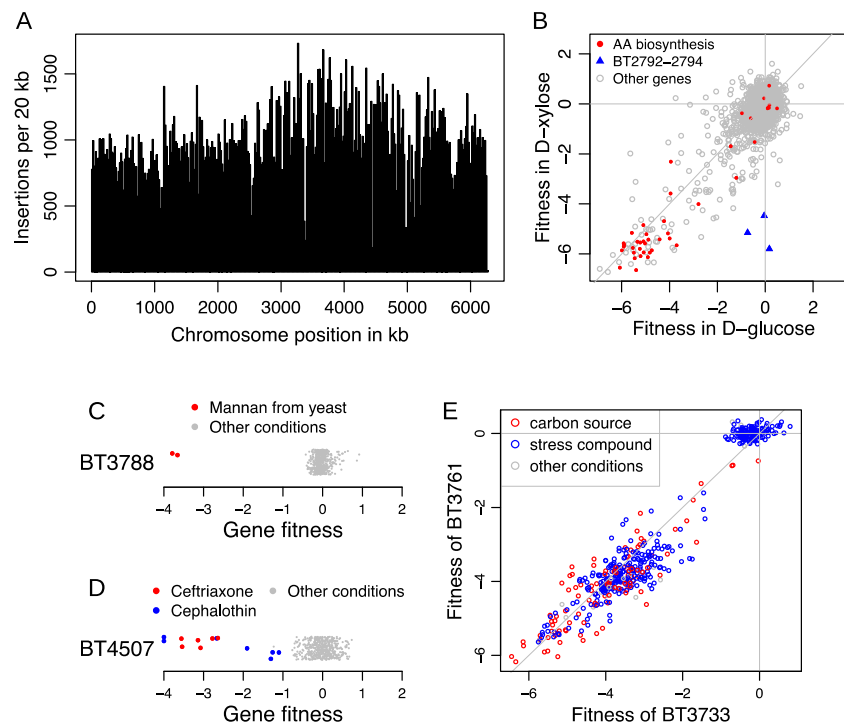 A
Insertions per 20 kb
0
500
1000
1500
0
1000
2000
3000
4000
5000
6000
Chromosome position in kb
B
AA biosynthesis
BT2792−2794
Other genes
Fitness in D−xylose
2
0
−2
−4
−6
−6
−4
−2
0
2
Fitness in D−glucose
C
Mannan from yeast
Other conditions
BT3788
−4
−3
−2
−1
0
1
2
Gene fitness
D
Ceftriaxone
Other conditions
Cephalothin
BT4507
−4
−3
−2
−1
0
1
2
Gene fitness
E
carbon source
stress compound
other conditions
Fitness of BT3761
0
−2
−4
−6
−6
−4
−2
0
Fitness of BT3733